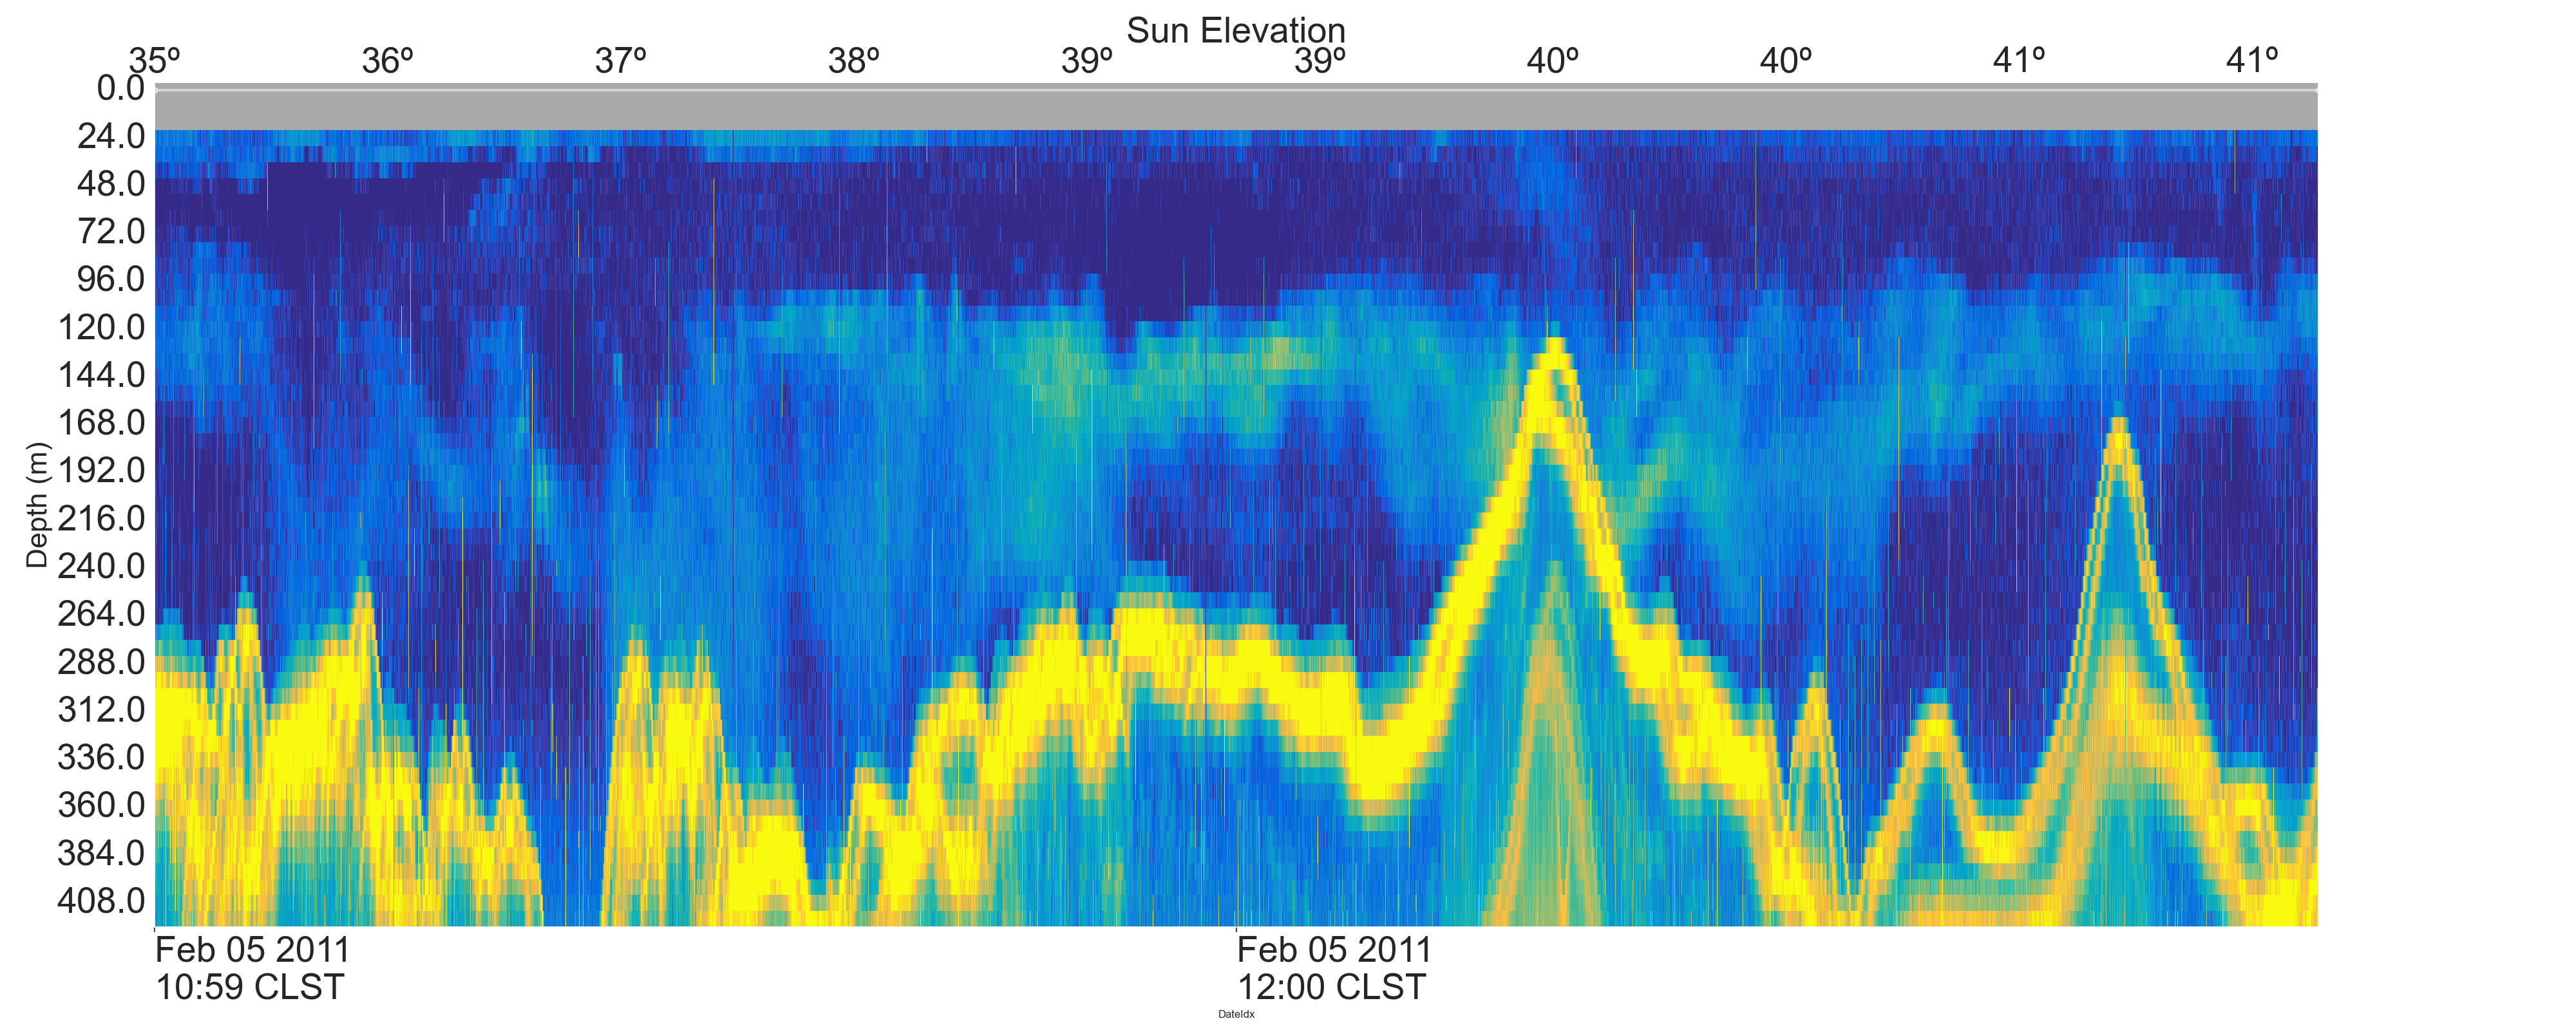 Sun Elevation
35º 36º 37º 38º 39º 39º 40º 40º 41º 41º
0.0
24.0
48.0
72.0
96.0
120.0
144.0
168.0
192.0
216.0
240.0
264.0
288.0
312.0
336.0
360.0
384.0
408.0
Depth (m)
Feb 05 2011
10:59 CLST
Feb 05 2011
12:00 CLST
DateIdx